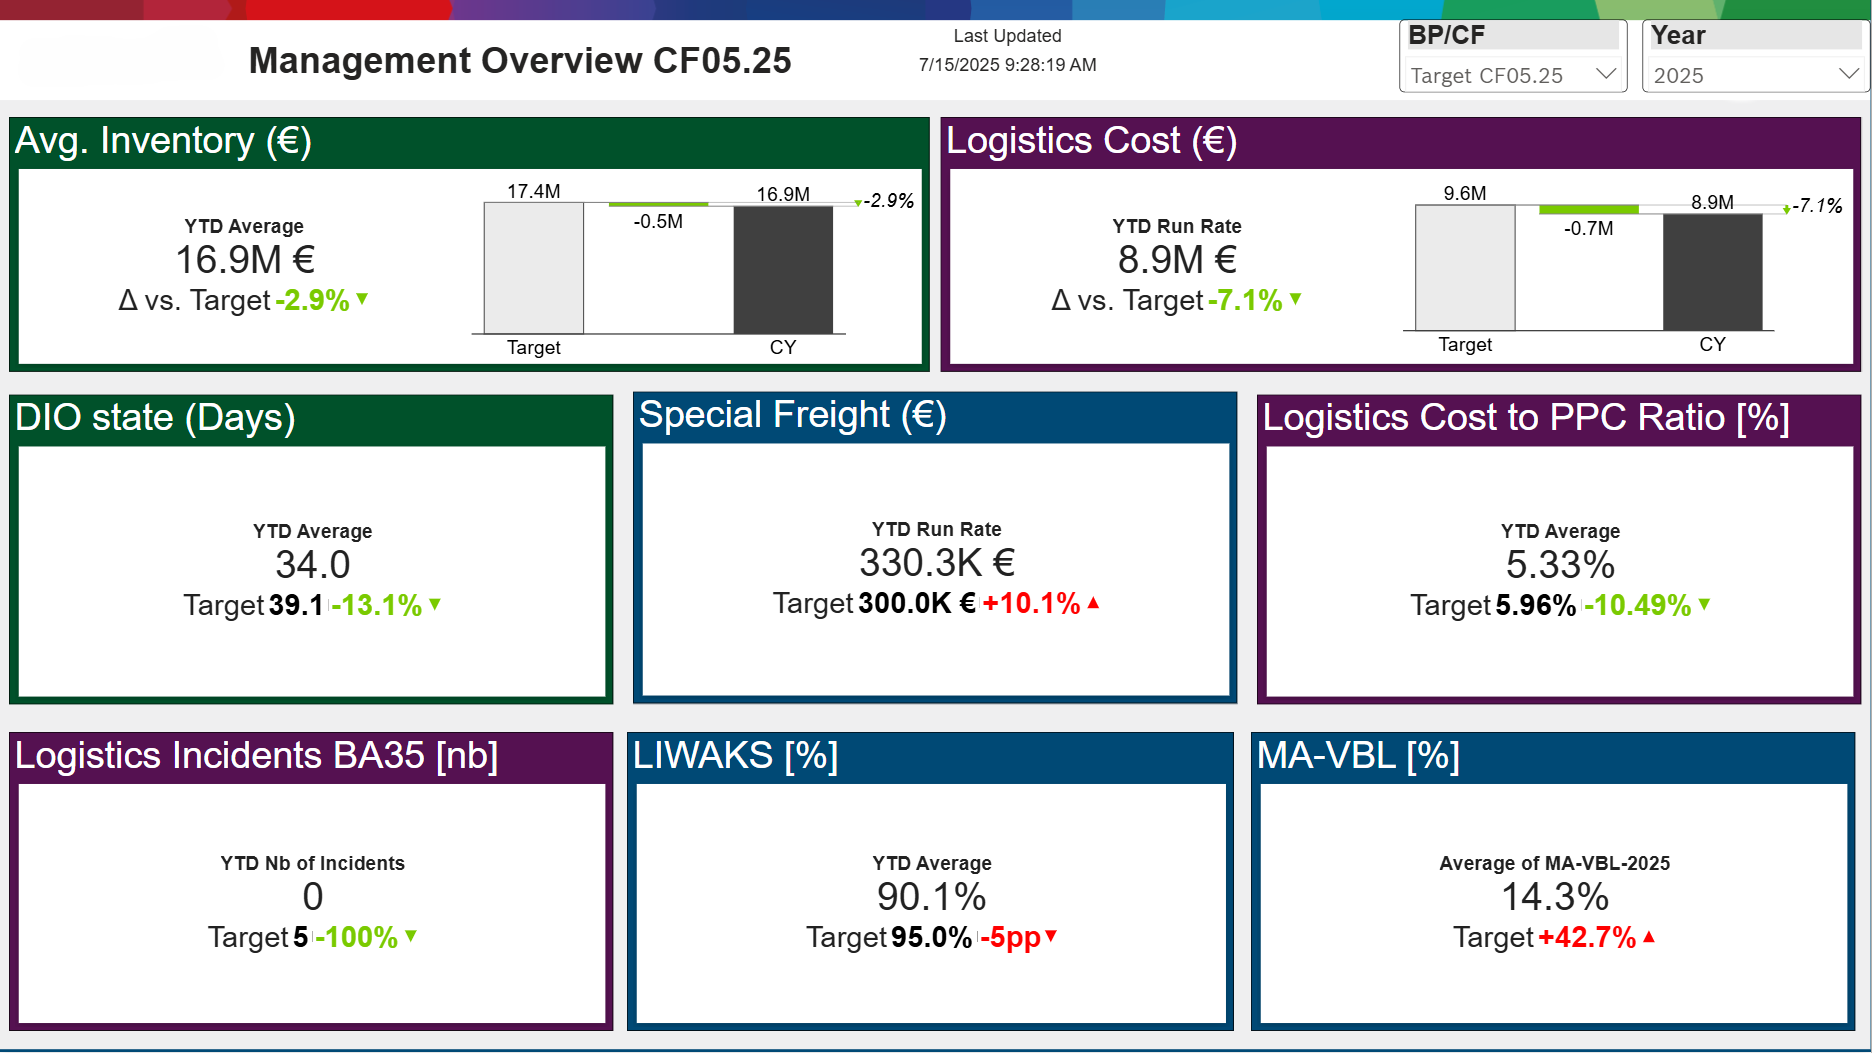 Management Overview CF05.25
Last Updated
7/15/2025 9:28:19 AM
BP/CF
Target CF05.25
Year
2025
Avg. Inventory (€)
YTD Average
16.9M €
Δ vs. Target -2.9% ▼
17.4M
-0.5M
16.9M
-2.9%
Target
CY
Logistics Cost (€)
YTD Run Rate
8.9M €
Δ vs. Target -7.1% ▼
9.6M
-0.7M
8.9M
-7.1%
Target
CY
DIO state (Days)
YTD Average
34.0
Target 39.1 -13.1% ▼
Special Freight (€)
YTD Run Rate
330.3K €
Target 300.0K € +10.1% ▲
Logistics Cost to PPC Ratio [%]
YTD Average
5.33%
Target 5.96% -10.49% ▼
Logistics Incidents BA35 [nb]
YTD Nb of Incidents
0
Target 5 -100% ▼
LIWAKS [%]
YTD Average
90.1%
Target 95.0% -5pp ▼
MA-VBL [%]
Average of MA-VBL-2025
14.3%
Target +42.7% ▲